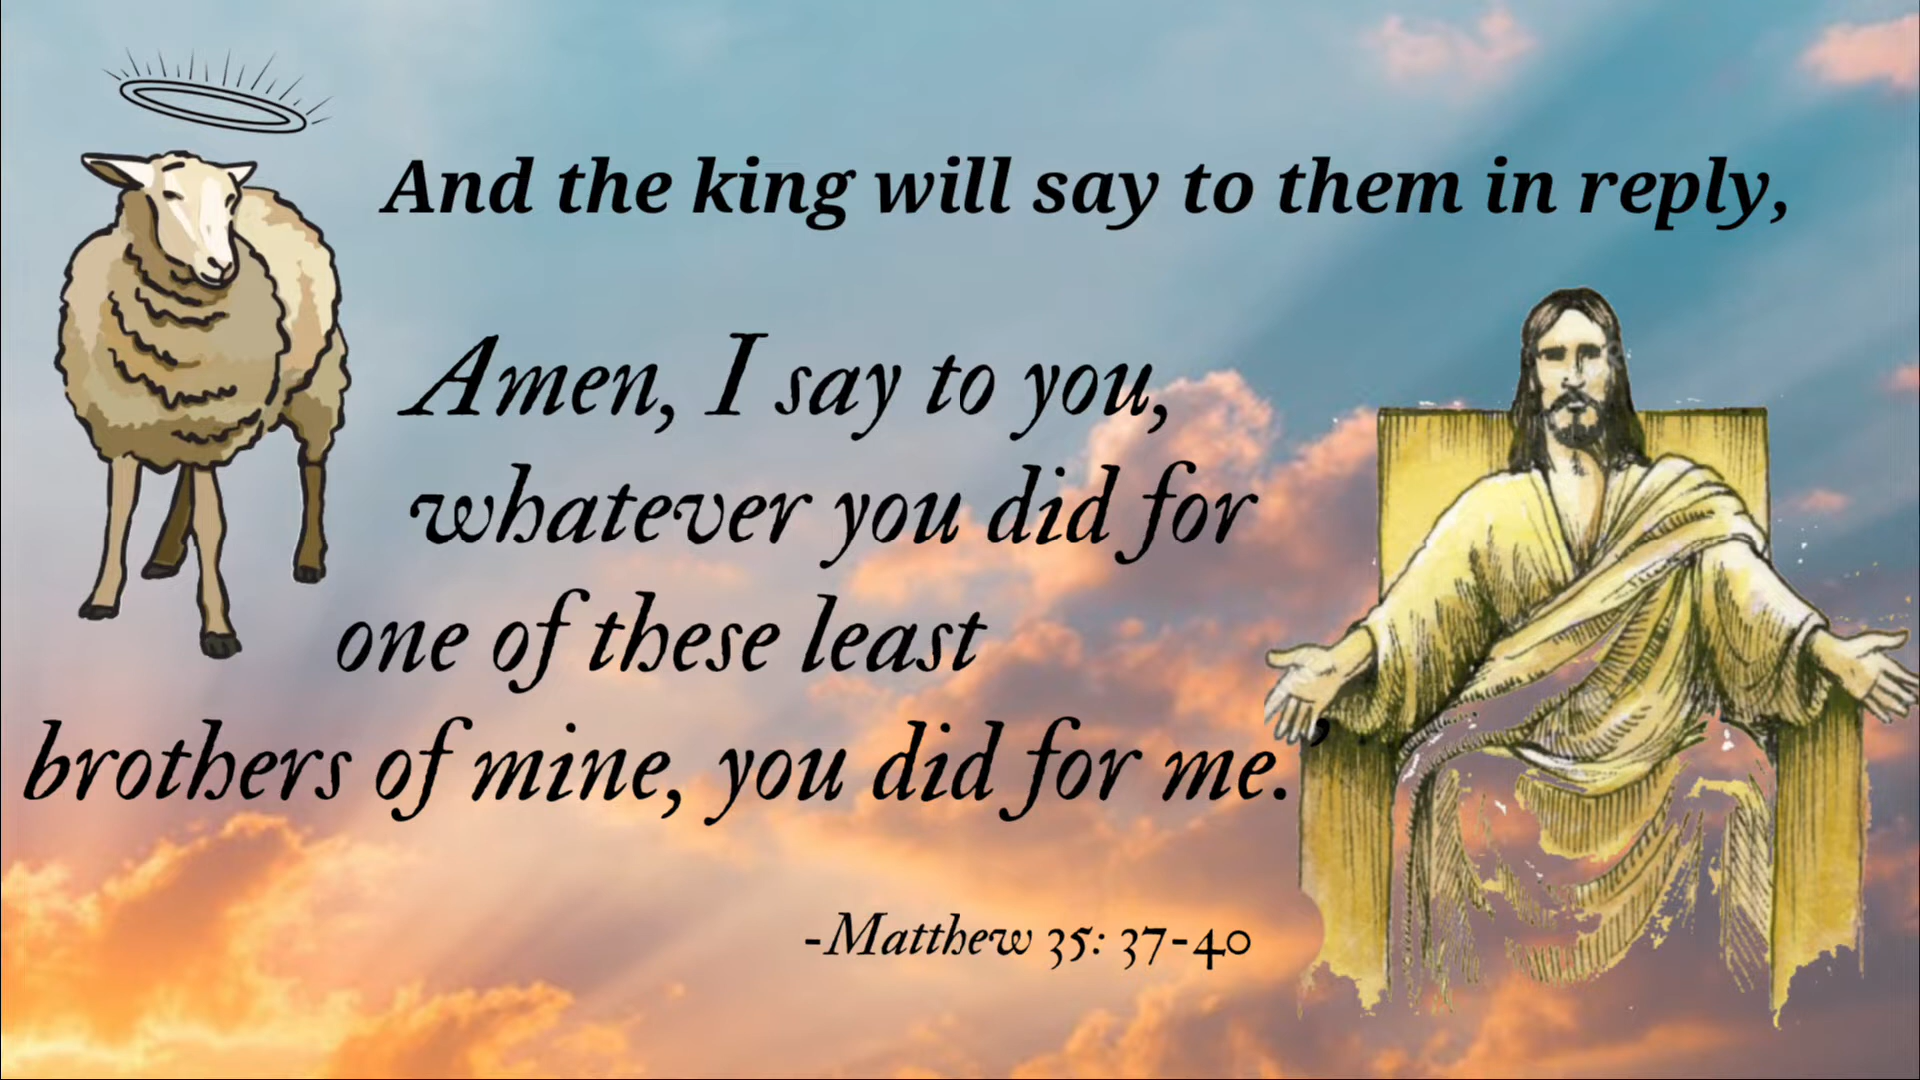 And the king will say to them in reply,
Amen, I say to you,
whatever you did for
one of these least
brothers of mine, you did for me.’
-Matthew 35: 37-40